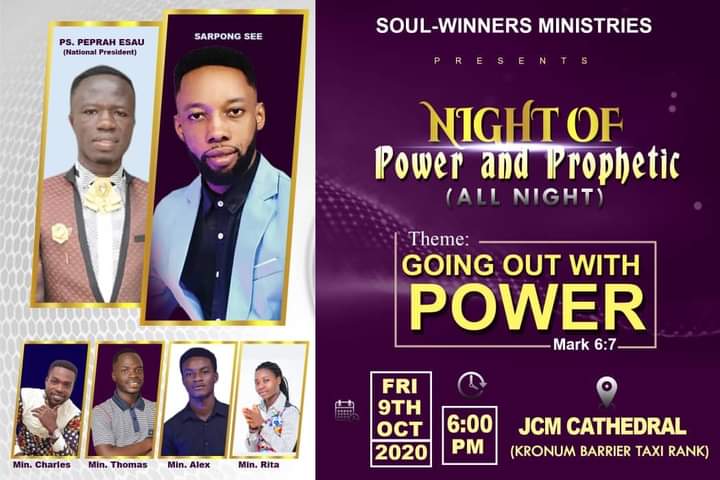 PS. PEPRAH ESAU
(National President)
SARPONG SEE
Min. Charles
Min. Thomas
Min. Alex
Min. Rita
SOUL-WINNERS MINISTRIES
PRESENTS
NIGHT OF
Power and Prophetic
(ALL NIGHT)
Theme:
GOING OUT WITH
POWER
Mark 6:7
FRI
9TH
OCT
2020
6:00
PM
JCM CATHEDRAL
(KRONUM BARRIER TAXI RANK)